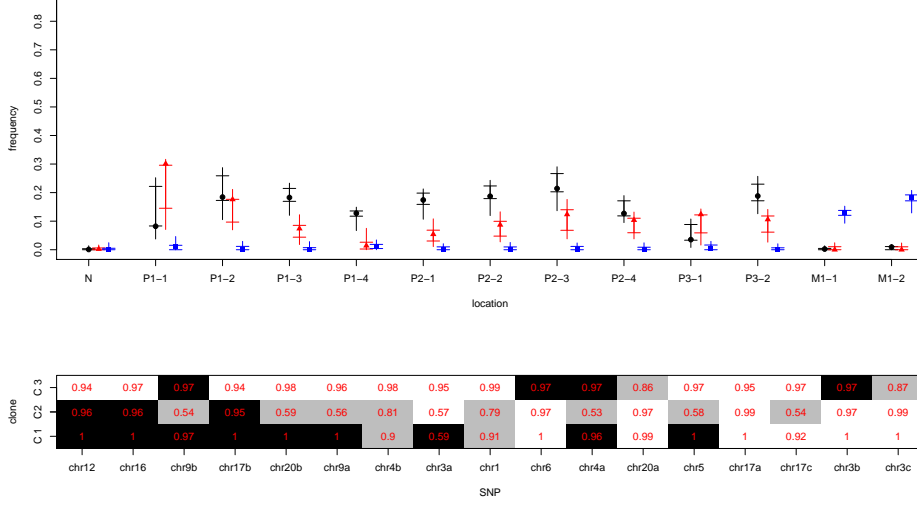 0.8
0.7
0.6
0.5
0.4
0.3
0.2
0.1
0.0
frequency
N P1−1 P1−2 P1−3 P1−4 P2−1 P2−2 P2−3 P2−4 P3−1 P3−2 M1−1 M1−2
location
C 3 0.94 0.97 0.97 0.94 0.98 0.96 0.98 0.95 0.99 0.97 0.97 0.86 0.97 0.95 0.97 0.97 0.87
C 2 0.96 0.96 0.54 0.95 0.59 0.56 0.81 0.57 0.79 0.97 0.53 0.97 0.58 0.99 0.54 0.97 0.99
C 1 1 1 0.97 1 1 1 0.9 0.59 0.91 1 0.96 0.99 1 1 0.92 1 1
clone
chr12 chr16 chr9b chr17b chr20b chr9a chr4b chr3a chr1 chr6 chr4a chr20a chr5 chr17a chr17c chr3b chr3c
SNP